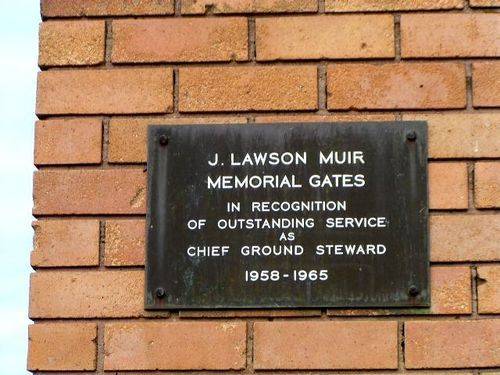 J. LAWSON MUIR
MEMORIAL GATES
IN RECOGNITION
OF OUTSTANDING SERVICE
AS
CHIEF GROUND STEWARD
1958-1965